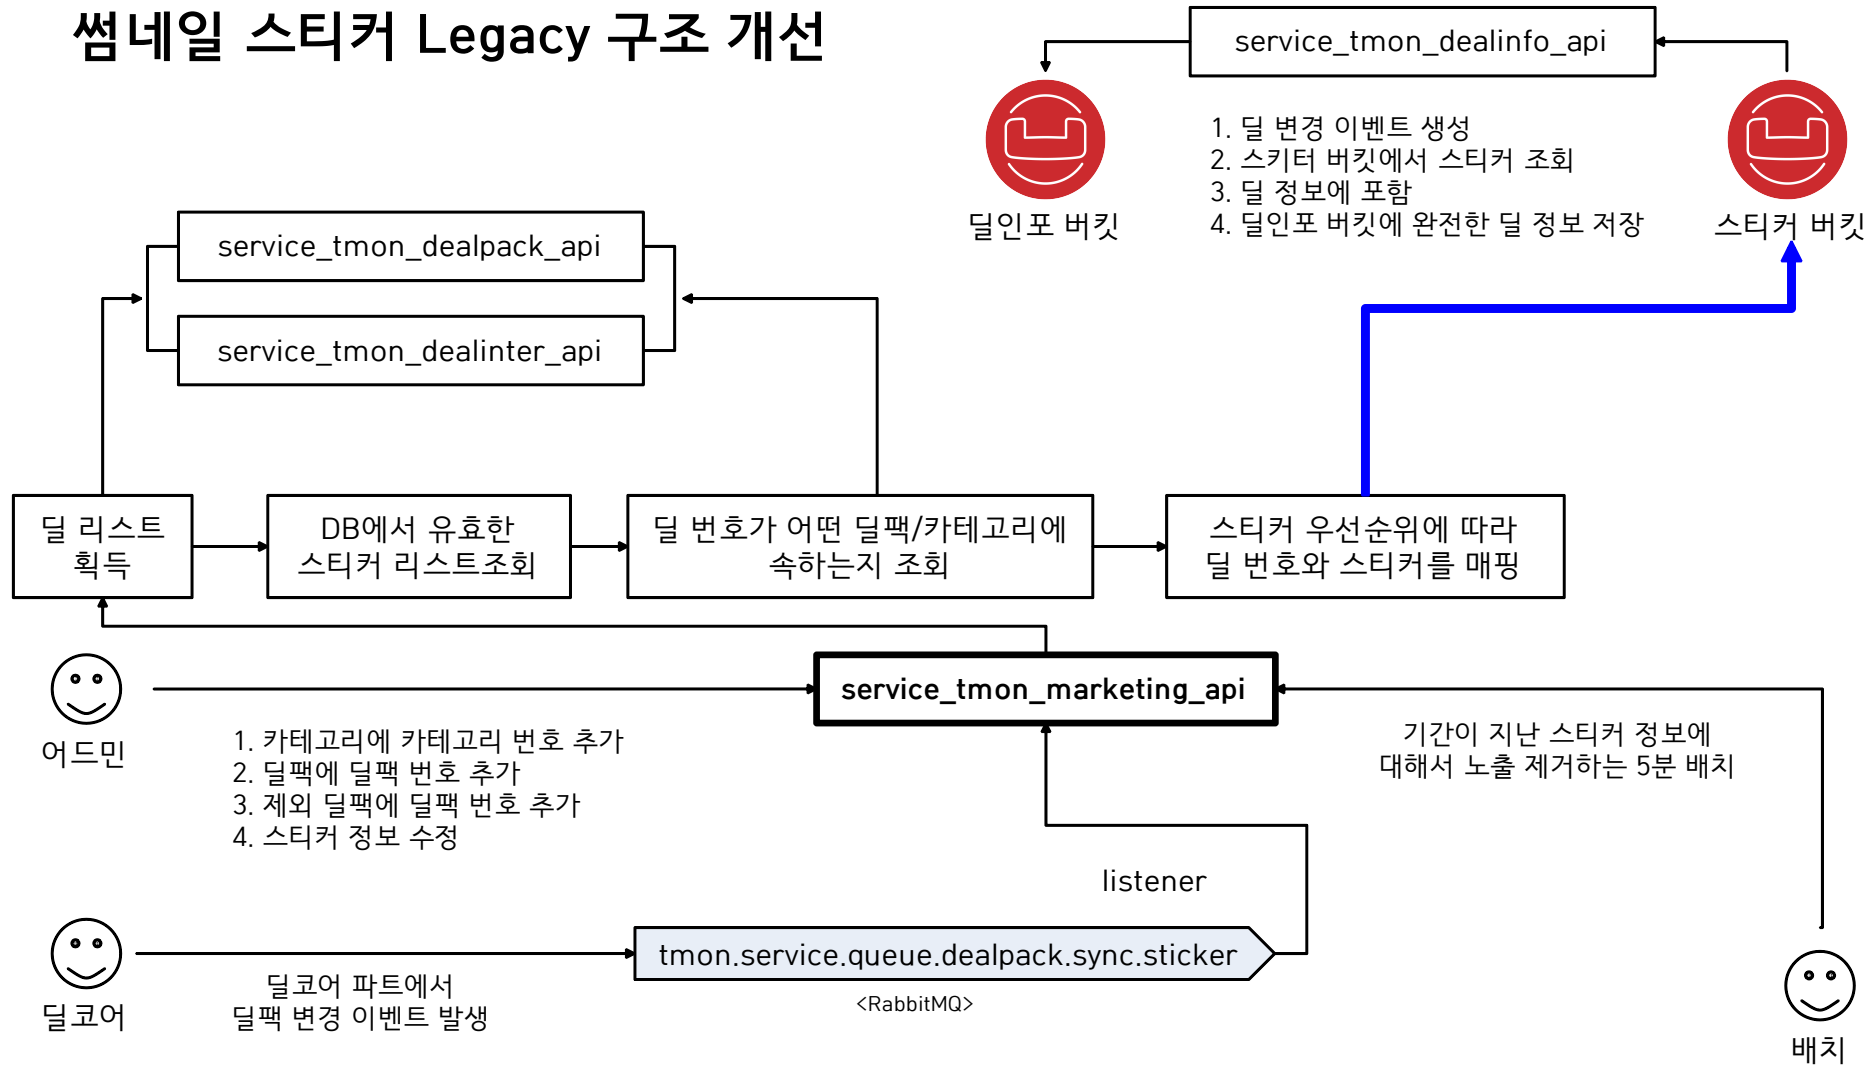 썸네일 스티커 Legacy 구조 개선
service_tmon_dealinfo_api
1. 딜 변경 이벤트 생성
2. 스키터 버킷에서 스티커 조회
3. 딜 정보에 포함
4. 딜인포 버킷에 완전한 딜 정보 저장
딜인포 버킷
스티커 버킷
service_tmon_dealpack_api
service_tmon_dealinter_api
딜 리스트
획득
DB에서 유효한
스티커 리스트조회
딜 번호가 어떤 딜팩/카테고리에
속하는지 조회
스티커 우선순위에 따라
딜 번호와 스티커를 매핑
service_tmon_marketing_api
어드민
1. 카테고리에 카테고리 번호 추가
2. 딜팩에 딜팩 번호 추가
3. 제외 딜팩에 딜팩 번호 추가
4. 스티커 정보 수정
기간이 지난 스티커 정보에
대해서 노출 제거하는 5분 배치
listener
tmon.service.queue.dealpack.sync.sticker
<RabbitMQ>
딜코어
딜코어 파트에서
딜팩 변경 이벤트 발생
배치